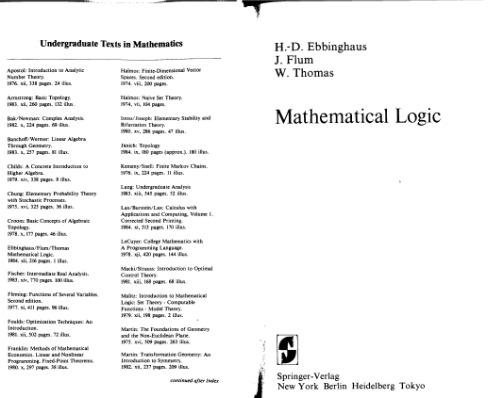 Undergraduate Texts in Mathematics
Apostol: Introduction to Analytic
Number Theory.
1976. xii, 338 pages. 24 illus.
Armstrong: Basic Topology.
1983. xii, 260 pages. 132 illus.
Bak/Newman: Complex Analysis.
1982. x, 224 pages. 69 illus.
Banchoff/Wermer: Linear Algebra
Through Geometry.
1983. x, 257 pages. 81 illus.
Childs: A Concrete Introduction to
Higher Algebra.
1979. xiv, 338 pages. 8 illus.
Chung: Elementary Probability Theory
with Stochastic Processes.
1975. xvi, 325 pages. 36 illus.
Croom: Basic Concepts of Algebraic
Topology.
1978. x, 177 pages. 46 illus.
Ebbinghaus/Flum/Thomas
Mathematical Logic.
1984. xii, 216 pages. 1 illus.
Fischer: Intermediate Real Analysis.
1983. xiv, 770 pages. 100 illus.
Fleming: Functions of Several Variables.
Second edition.
1977. xi, 411 pages. 96 illus.
Foulds: Optimization Techniques: An
Introduction.
1981. xii, 502 pages. 72 illus.
Franklin: Methods of Mathematical
Economics. Linear and Nonlinear
Programming. Fixed-Point Theorems.
1980. x, 297 pages. 38 illus.
Halmos: Finite-Dimensional Vector
Spaces. Second edition.
1974. viii, 200 pages.
Halmos: Naive Set Theory.
1974, vii, 104 pages.
Iooss/Joseph: Elementary Stability and
Bifurcation Theory.
1980. xv, 286 pages. 47 illus.
Jänich: Topology
1984. ix, 180 pages (approx.). 180 illus.
Kemeny/Snell: Finite Markov Chains.
1976. ix, 224 pages. 11 illus.
Lang: Undergraduate Analysis
1983. xiii, 545 pages. 52 illus.
Lax/Burstein/Lax: Calculus with
Applications and Computing, Volume 1.
Corrected Second Printing.
1984. xi, 513 pages. 170 illus.
LeCuyer: College Mathematics with
A Programming Language.
1978. xii, 420 pages. 144 illus.
Macki/Strauss: Introduction to Optimal
Control Theory.
1981. xiii, 168 pages. 68 illus.
Malitz: Introduction to Mathematical
Logic: Set Theory - Computable
Functions - Model Theory.
1979. xii, 198 pages. 2 illus.
Martin: The Foundations of Geometry
and the Non-Euclidean Plane.
1975. xvi, 509 pages. 263 illus.
Martin: Transformation Geometry: An
Introduction to Symmetry.
1982. xii, 237 pages. 209 illus.
continued after Index
H.-D. Ebbinghaus
J. Flum
W. Thomas
Mathematical Logic
Springer-Verlag
New York Berlin Heidelberg Tokyo